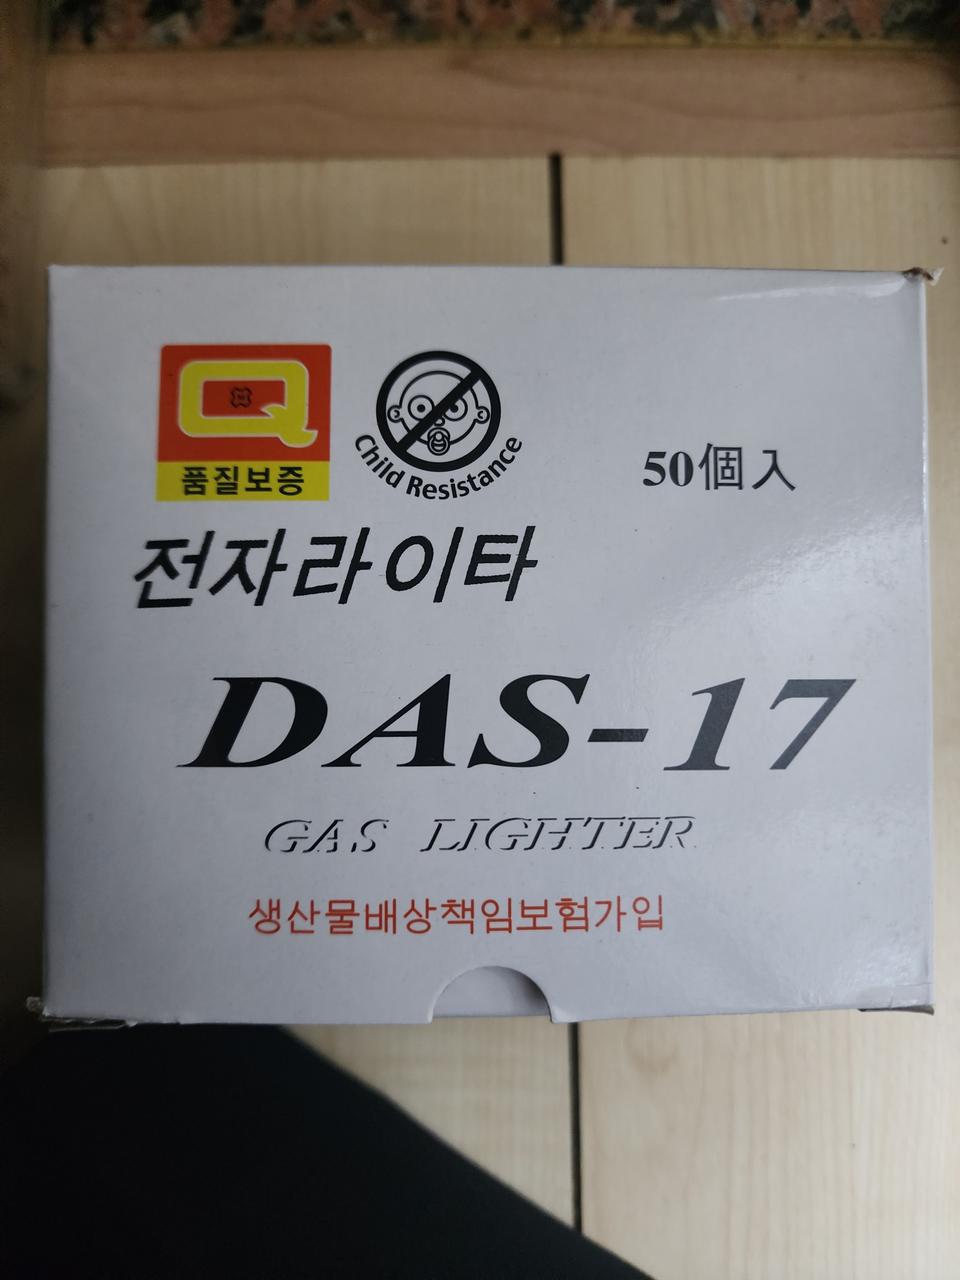 Q
품질보증
Child Resistance
50個入
전자라이타
DAS-17
GAS LIGHTER
생산물배상책임보험가입